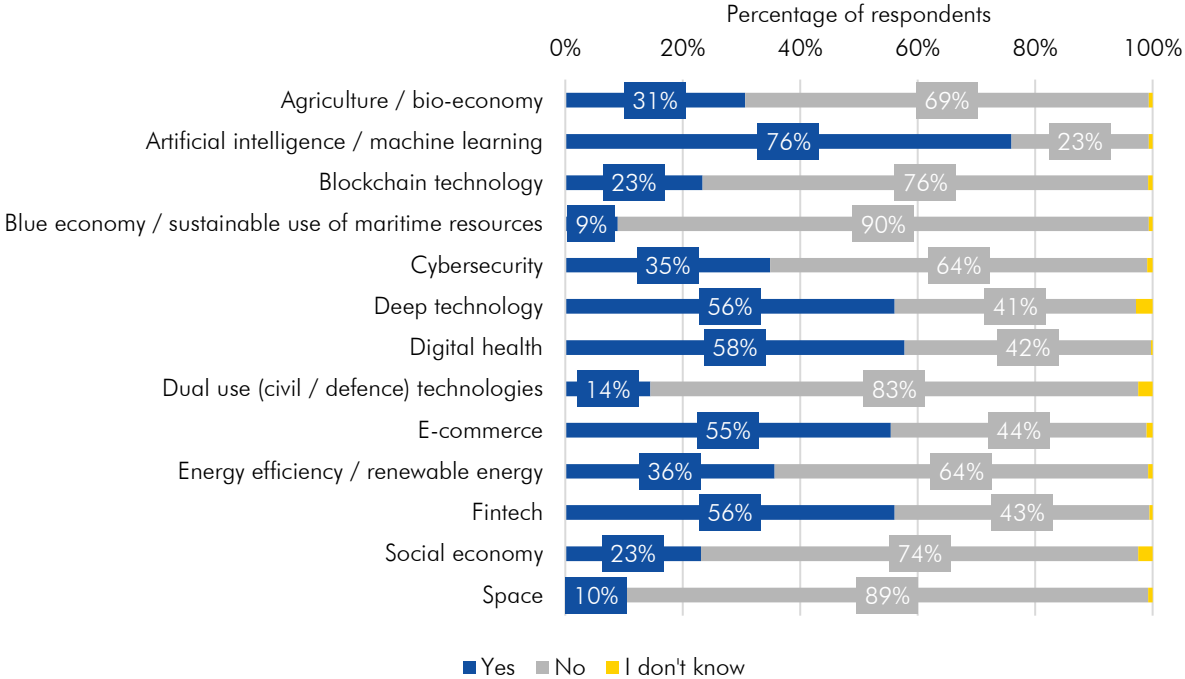 Percentage of respondents
0% 20% 40% 60% 80% 100%
Agriculture / bio-economy 31% 69%
Artificial intelligence / machine learning 76% 23%
Blockchain technology 23% 76%
Blue economy / sustainable use of maritime resources 9% 90%
Cybersecurity 35% 64%
Deep technology 56% 41%
Digital health 58% 42%
Dual use (civil / defence) technologies 14% 83%
E-commerce 55% 44%
Energy efficiency / renewable energy 36% 64%
Fintech 56% 43%
Social economy 23% 74%
Space 10% 89%
Yes No I don't know